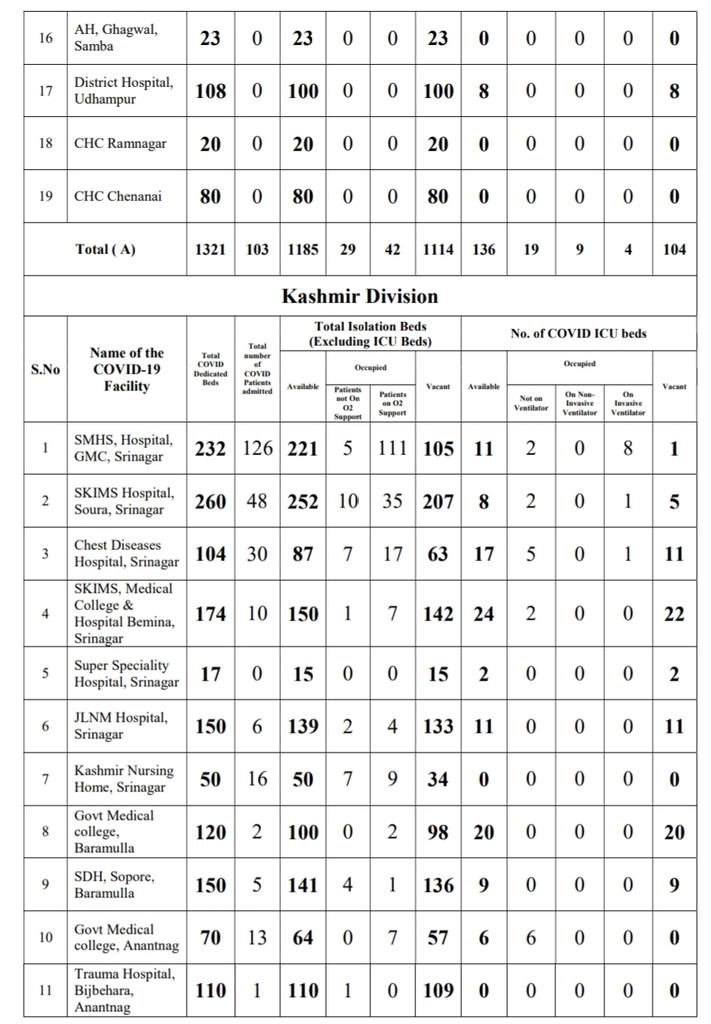 16 AH, Ghagwal, Samba 23 0 23 0 0 23 0 0 0 0 0
17 District Hospital, Udhampur 108 0 100 0 0 100 8 0 0 0 8
18 CHC Ramnagar 20 0 20 0 0 20 0 0 0 0 0
19 CHC Chenanai 80 0 80 0 0 80 0 0 0 0 0
Total ( A) 1321 103 1185 29 42 1114 136 19 9 4 104
Kashmir Division
S.No Name of the COVID-19 Facility Total COVID Dedicated Beds Total number of COVID Patients admitted Total Isolation Beds (Excluding ICU Beds) No. of COVID ICU beds
Available Occupied Vacant Available Occupied Vacant
Patients not On O2 Support Patients on O2 Support Not on Ventilator On Non-Invasive Ventilator On Invasive Ventilator
1 SMHS, Hospital, GMC, Srinagar 232 126 221 5 111 105 11 2 0 8 1
2 SKIMS Hospital, Soura, Srinagar 260 48 252 10 35 207 8 2 0 1 5
3 Chest Diseases Hospital, Srinagar 104 30 87 7 17 63 17 5 0 1 11
4 SKIMS, Medical College & Hospital Bemina, Srinagar 174 10 150 1 7 142 24 2 0 0 22
5 Super Speciality Hospital, Srinagar 17 0 15 0 0 15 2 0 0 0 2
6 JLNM Hospital, Srinagar 150 6 139 2 4 133 11 0 0 0 11
7 Kashmir Nursing Home, Srinagar 50 16 50 7 9 34 0 0 0 0 0
8 Govt Medical college, Baramulla 120 2 100 0 2 98 20 0 0 0 20
9 SDH, Sopore, Baramulla 150 5 141 4 1 136 9 0 0 0 9
10 Govt Medical college, Anantnag 70 13 64 0 7 57 6 6 0 0 0
11 Trauma Hospital, Bijbehara, Anantnag 110 1 110 1 0 109 0 0 0 0 0